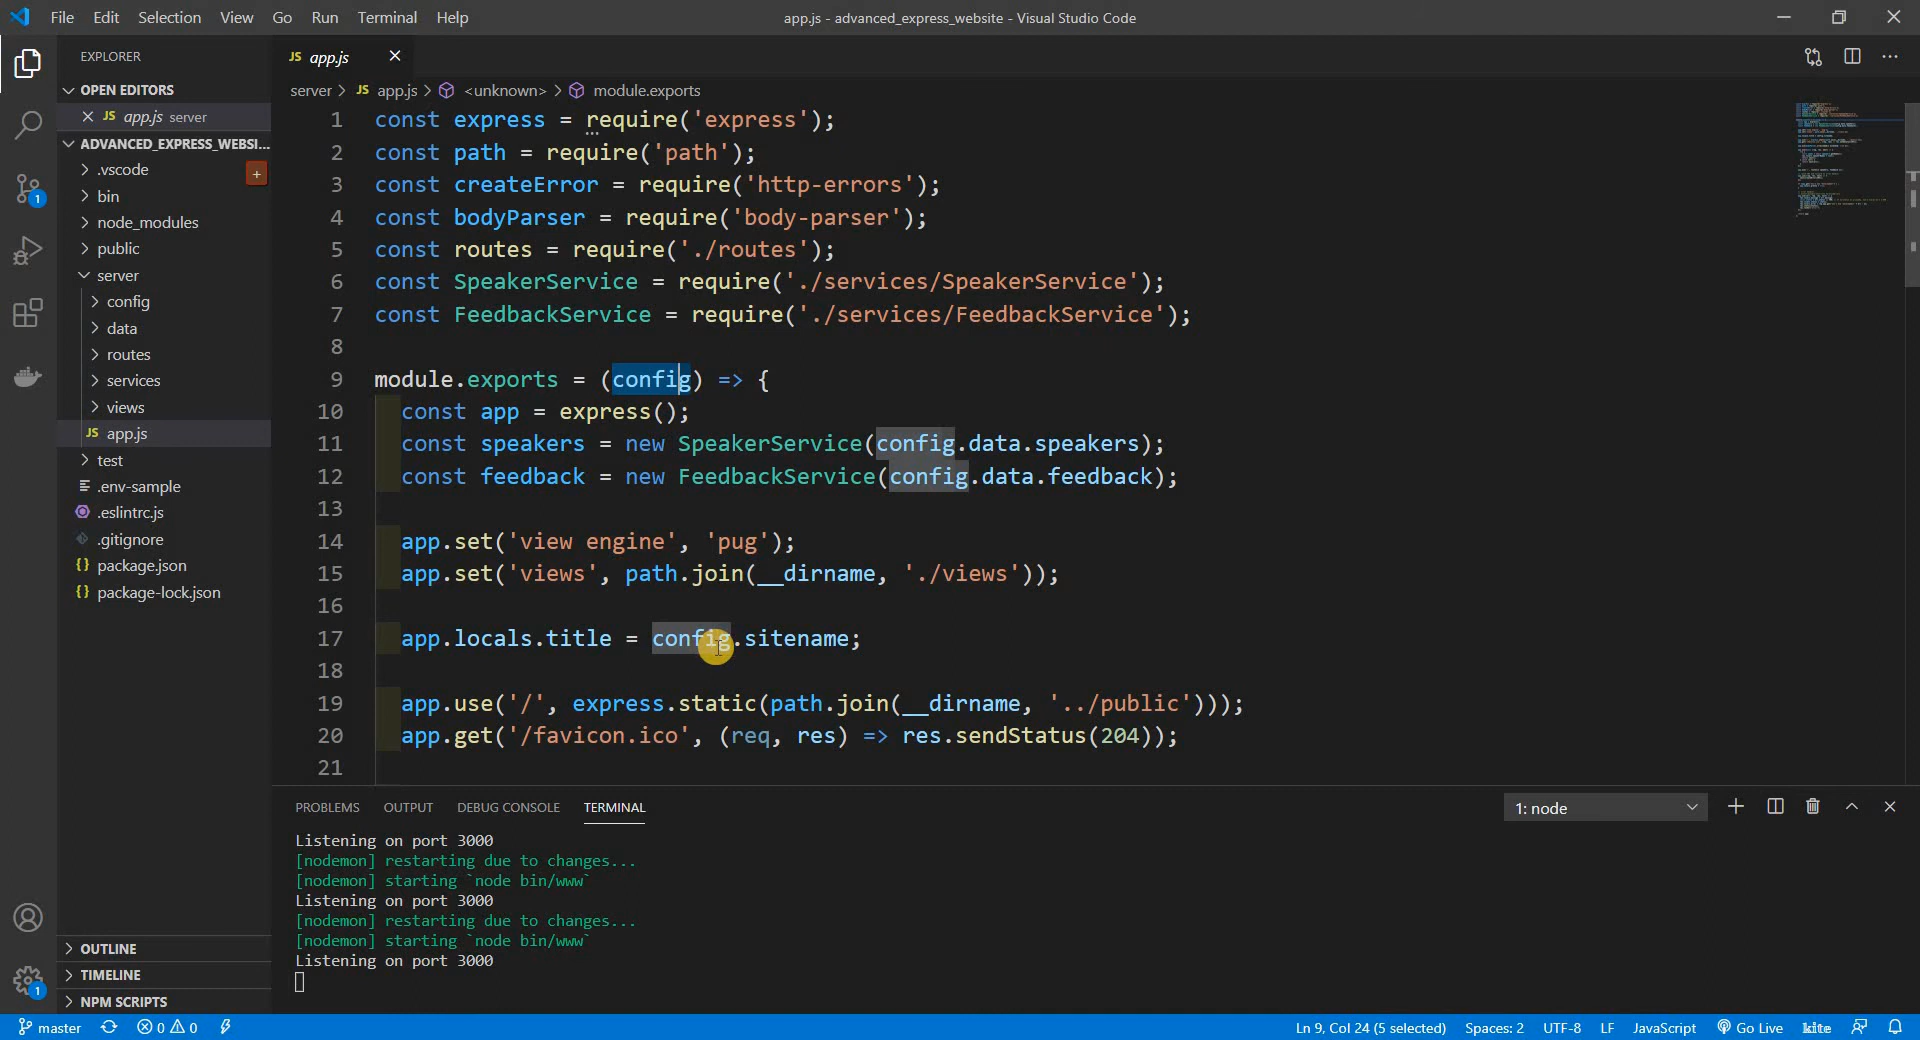 File Edit Selection View Go Run Terminal Help
app.js - advanced_express_website - Visual Studio Code
EXPLORER
OPEN EDITORS
JS app.js server
ADVANCED_EXPRESS_WEBSI...
.vscode
bin
node_modules
public
server
config
data
routes
services
views
JS app.js
test
.env-sample
.eslintrc.js
.gitignore
{} package.json
{} package-lock.json
OUTLINE
TIMELINE
NPM SCRIPTS
JS app.js
server > JS app.js > <unknown> > module.exports
1 const express = require('express');
2 const path = require('path');
3 const createError = require('http-errors');
4 const bodyParser = require('body-parser');
5 const routes = require('./routes');
6 const SpeakerService = require('./services/SpeakerService');
7 const FeedbackService = require('./services/FeedbackService');
8
9 module.exports = (config) => {
10 const app = express();
11 const speakers = new SpeakerService(config.data.speakers);
12 const feedback = new FeedbackService(config.data.feedback);
13
14 app.set('view engine', 'pug');
15 app.set('views', path.join(__dirname, './views'));
16
17 app.locals.title = config.sitename;
18
19 app.use('/', express.static(path.join(__dirname, '../public')));
20 app.get('/favicon.ico', (req, res) => res.sendStatus(204));
21
PROBLEMS OUTPUT DEBUG CONSOLE TERMINAL
1: node
Listening on port 3000
[nodemon] restarting due to changes...
[nodemon] starting `node bin/www`
Listening on port 3000
[nodemon] restarting due to changes...
[nodemon] starting `node bin/www`
Listening on port 3000
1
1
master 0 0
Ln 9, Col 24 (5 selected) Spaces: 2 UTF-8 LF JavaScript Go Live kite